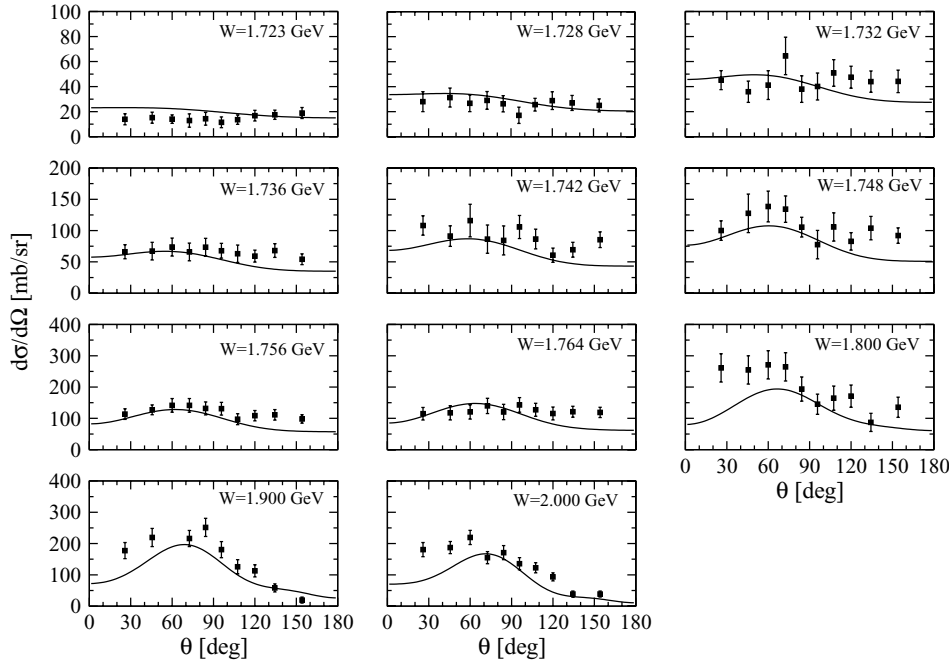 W=1.723 GeV
W=1.728 GeV
W=1.732 GeV
100
80
60
40
20
0
W=1.736 GeV
W=1.742 GeV
W=1.748 GeV
200
150
100
50
0
dσ/dΩ [mb/sr]
W=1.756 GeV
W=1.764 GeV
W=1.800 GeV
400
300
200
100
0
0 30 60 90 120 150 180
θ [deg]
W=1.900 GeV
W=2.000 GeV
400
300
200
100
0
0 30 60 90 120 150 180
0 30 60 90 120 150 180
θ [deg]
θ [deg]